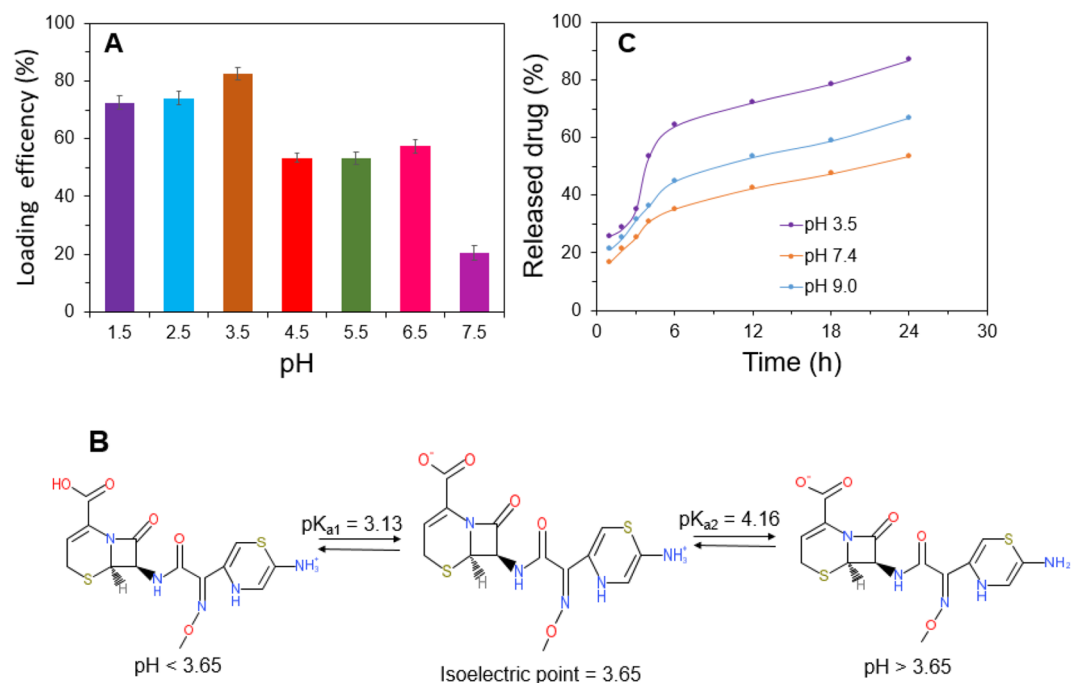 A
Loading efficency (%)
100
80
60
40
20
0
1.5 2.5 3.5 4.5 5.5 6.5 7.5
pH
C
Released drug (%)
100
80
60
40
20
0
pH 3.5
pH 7.4
pH 9.0
0 6 12 18 24 30
Time (h)
B
HO O
N O
S H N H
O
N
O
S
N H
NH3+
pH < 3.65
pKa1 = 3.13
O- O
N O
S H N H
O
N
O
S
N H
NH3+
Isoelectric point = 3.65
pKa2 = 4.16
O- O
N O
S H N H
O
N
O
S
N H
NH2
pH > 3.65